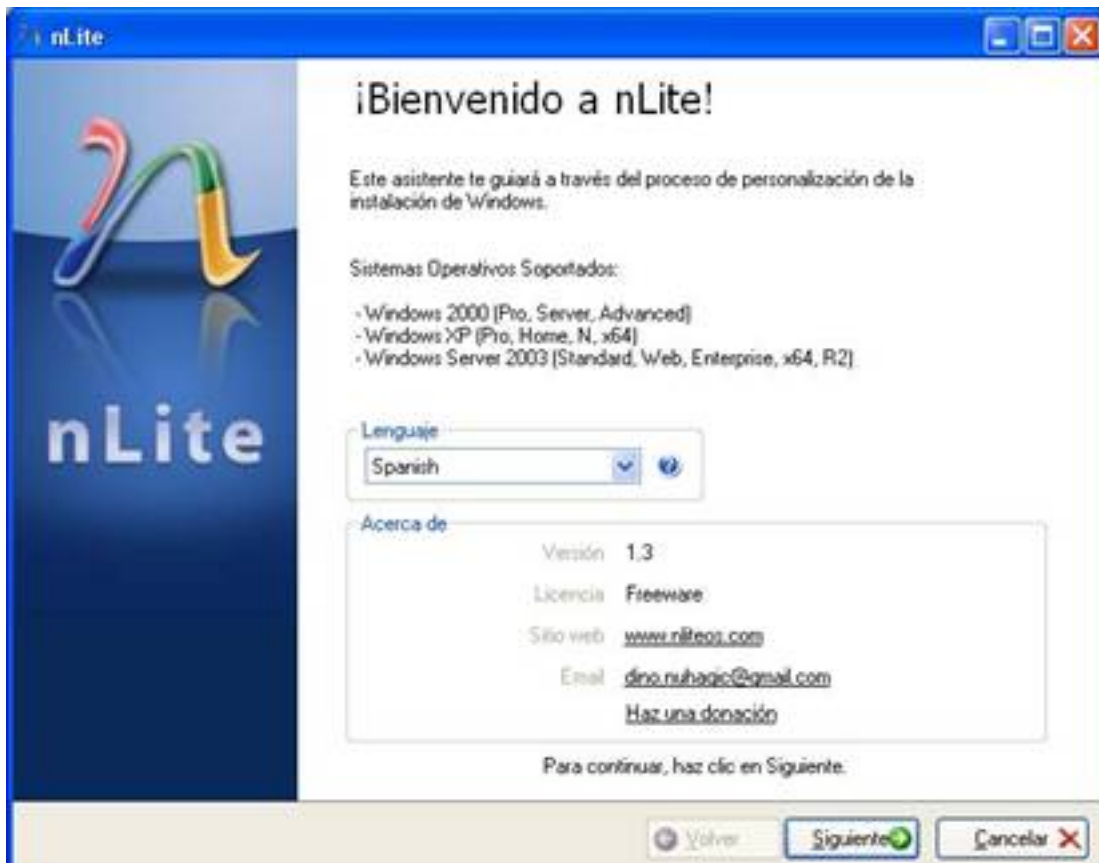 nLite
¡Bienvenido a nLite!
Este asistente te guiará a través del proceso de personalización de la
instalación de Windows.
Sistemas Operativos Soportados:
- Windows 2000 (Pro, Server, Advanced)
- Windows XP (Pro, Home, N, x64)
- Windows Server 2003 (Standard, Web, Enterprise, x64, R2)
nLite
Lenguaje
Spanish
Acerca de
Versión 1.3
Licencia Freeware
Sitio web www.nliteos.com
Email dino.nuhagic@gmail.com
Haz una donación
Para continuar, haz clic en Siguiente.
Volver Siguiente Cancelar